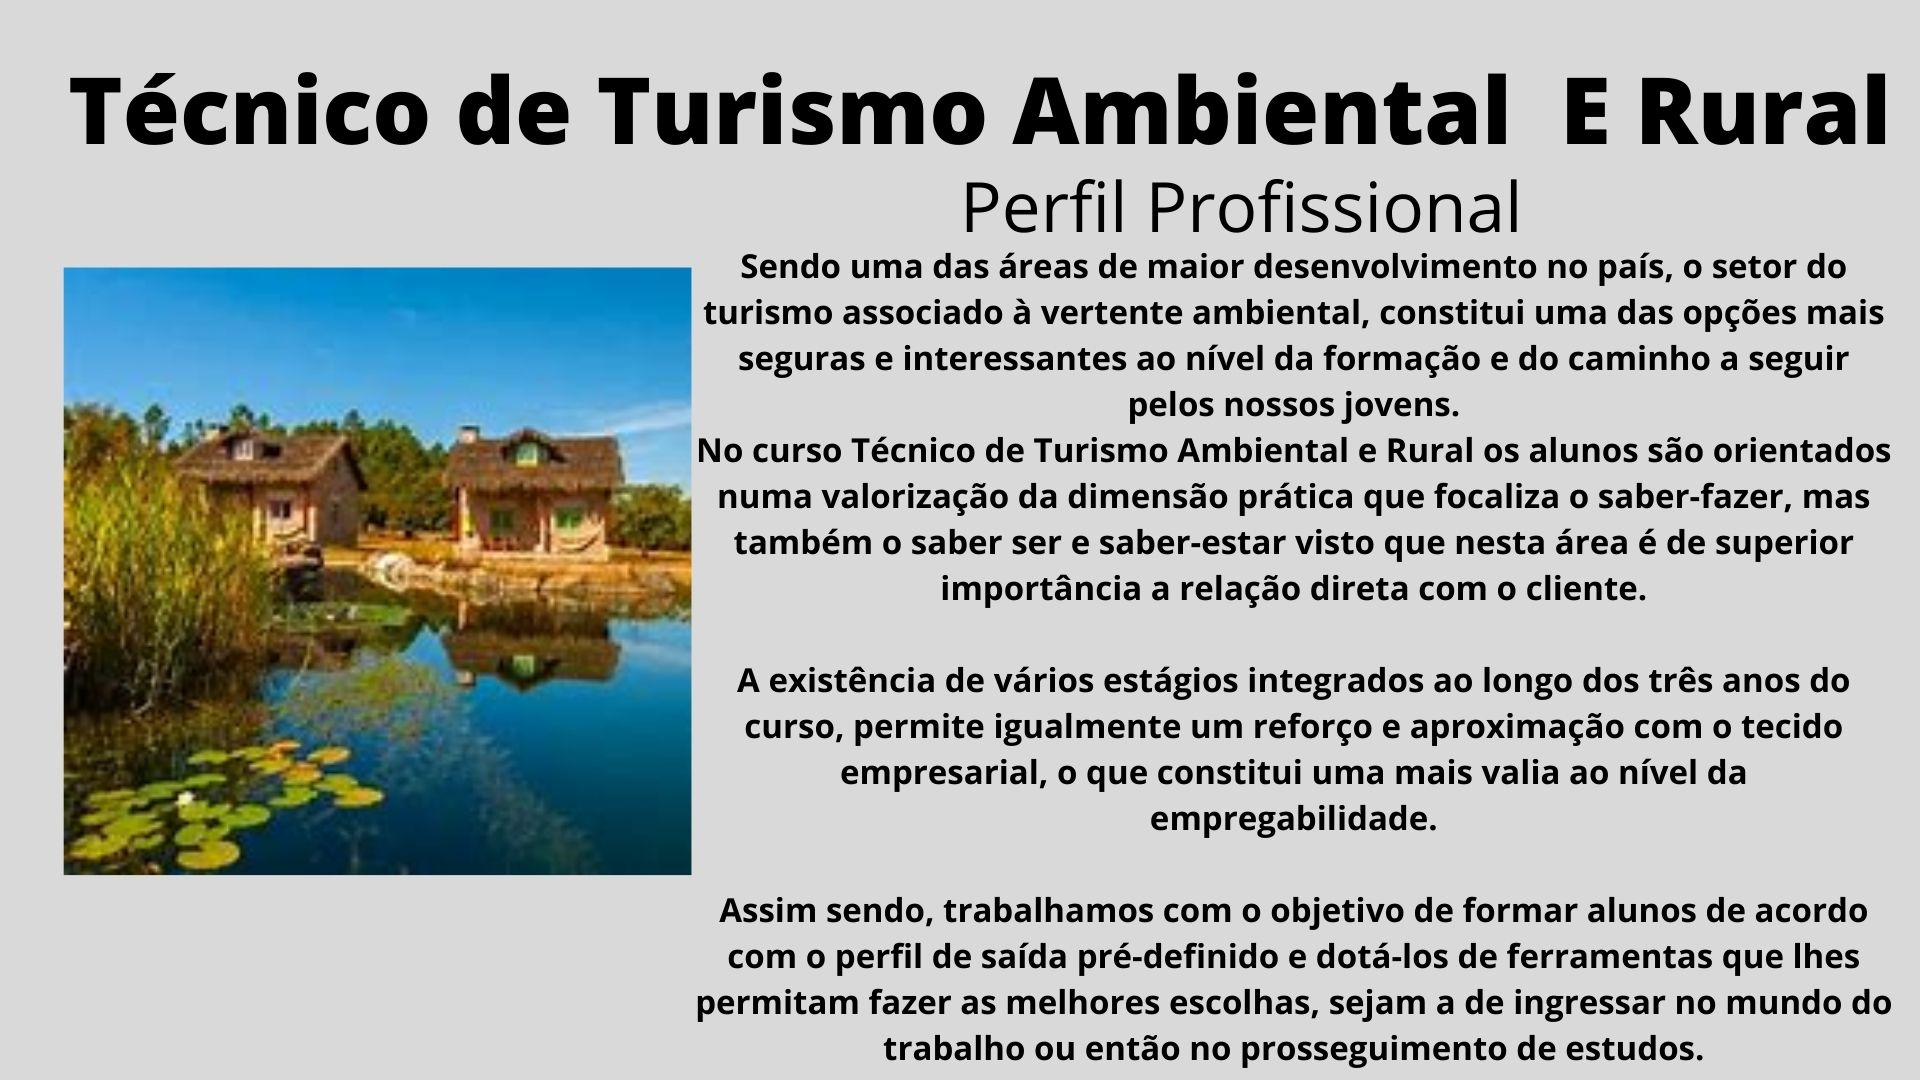 Técnico de Turismo Ambiental  E Rural
Perfil Profissional
Sendo uma das áreas de maior desenvolvimento no país, o setor do
turismo associado à vertente ambiental, constitui uma das opções mais
seguras e interessantes ao nível da formação e do caminho a seguir
pelos nossos jovens.
No curso Técnico de Turismo Ambiental e Rural os alunos são orientados
numa valorização da dimensão prática que focaliza o saber-fazer, mas
também o saber ser e saber-estar visto que nesta área é de superior
importância a relação direta com o cliente.
A existência de vários estágios integrados ao longo dos três anos do
curso, permite igualmente um reforço e aproximação com o tecido
empresarial, o que constitui uma mais valia ao nível da
empregabilidade.
Assim sendo, trabalhamos com o objetivo de formar alunos de acordo
com o perfil de saída pré-definido e dotá-los de ferramentas que lhes
permitam fazer as melhores escolhas, sejam a de ingressar no mundo do
trabalho ou então no prosseguimento de estudos.